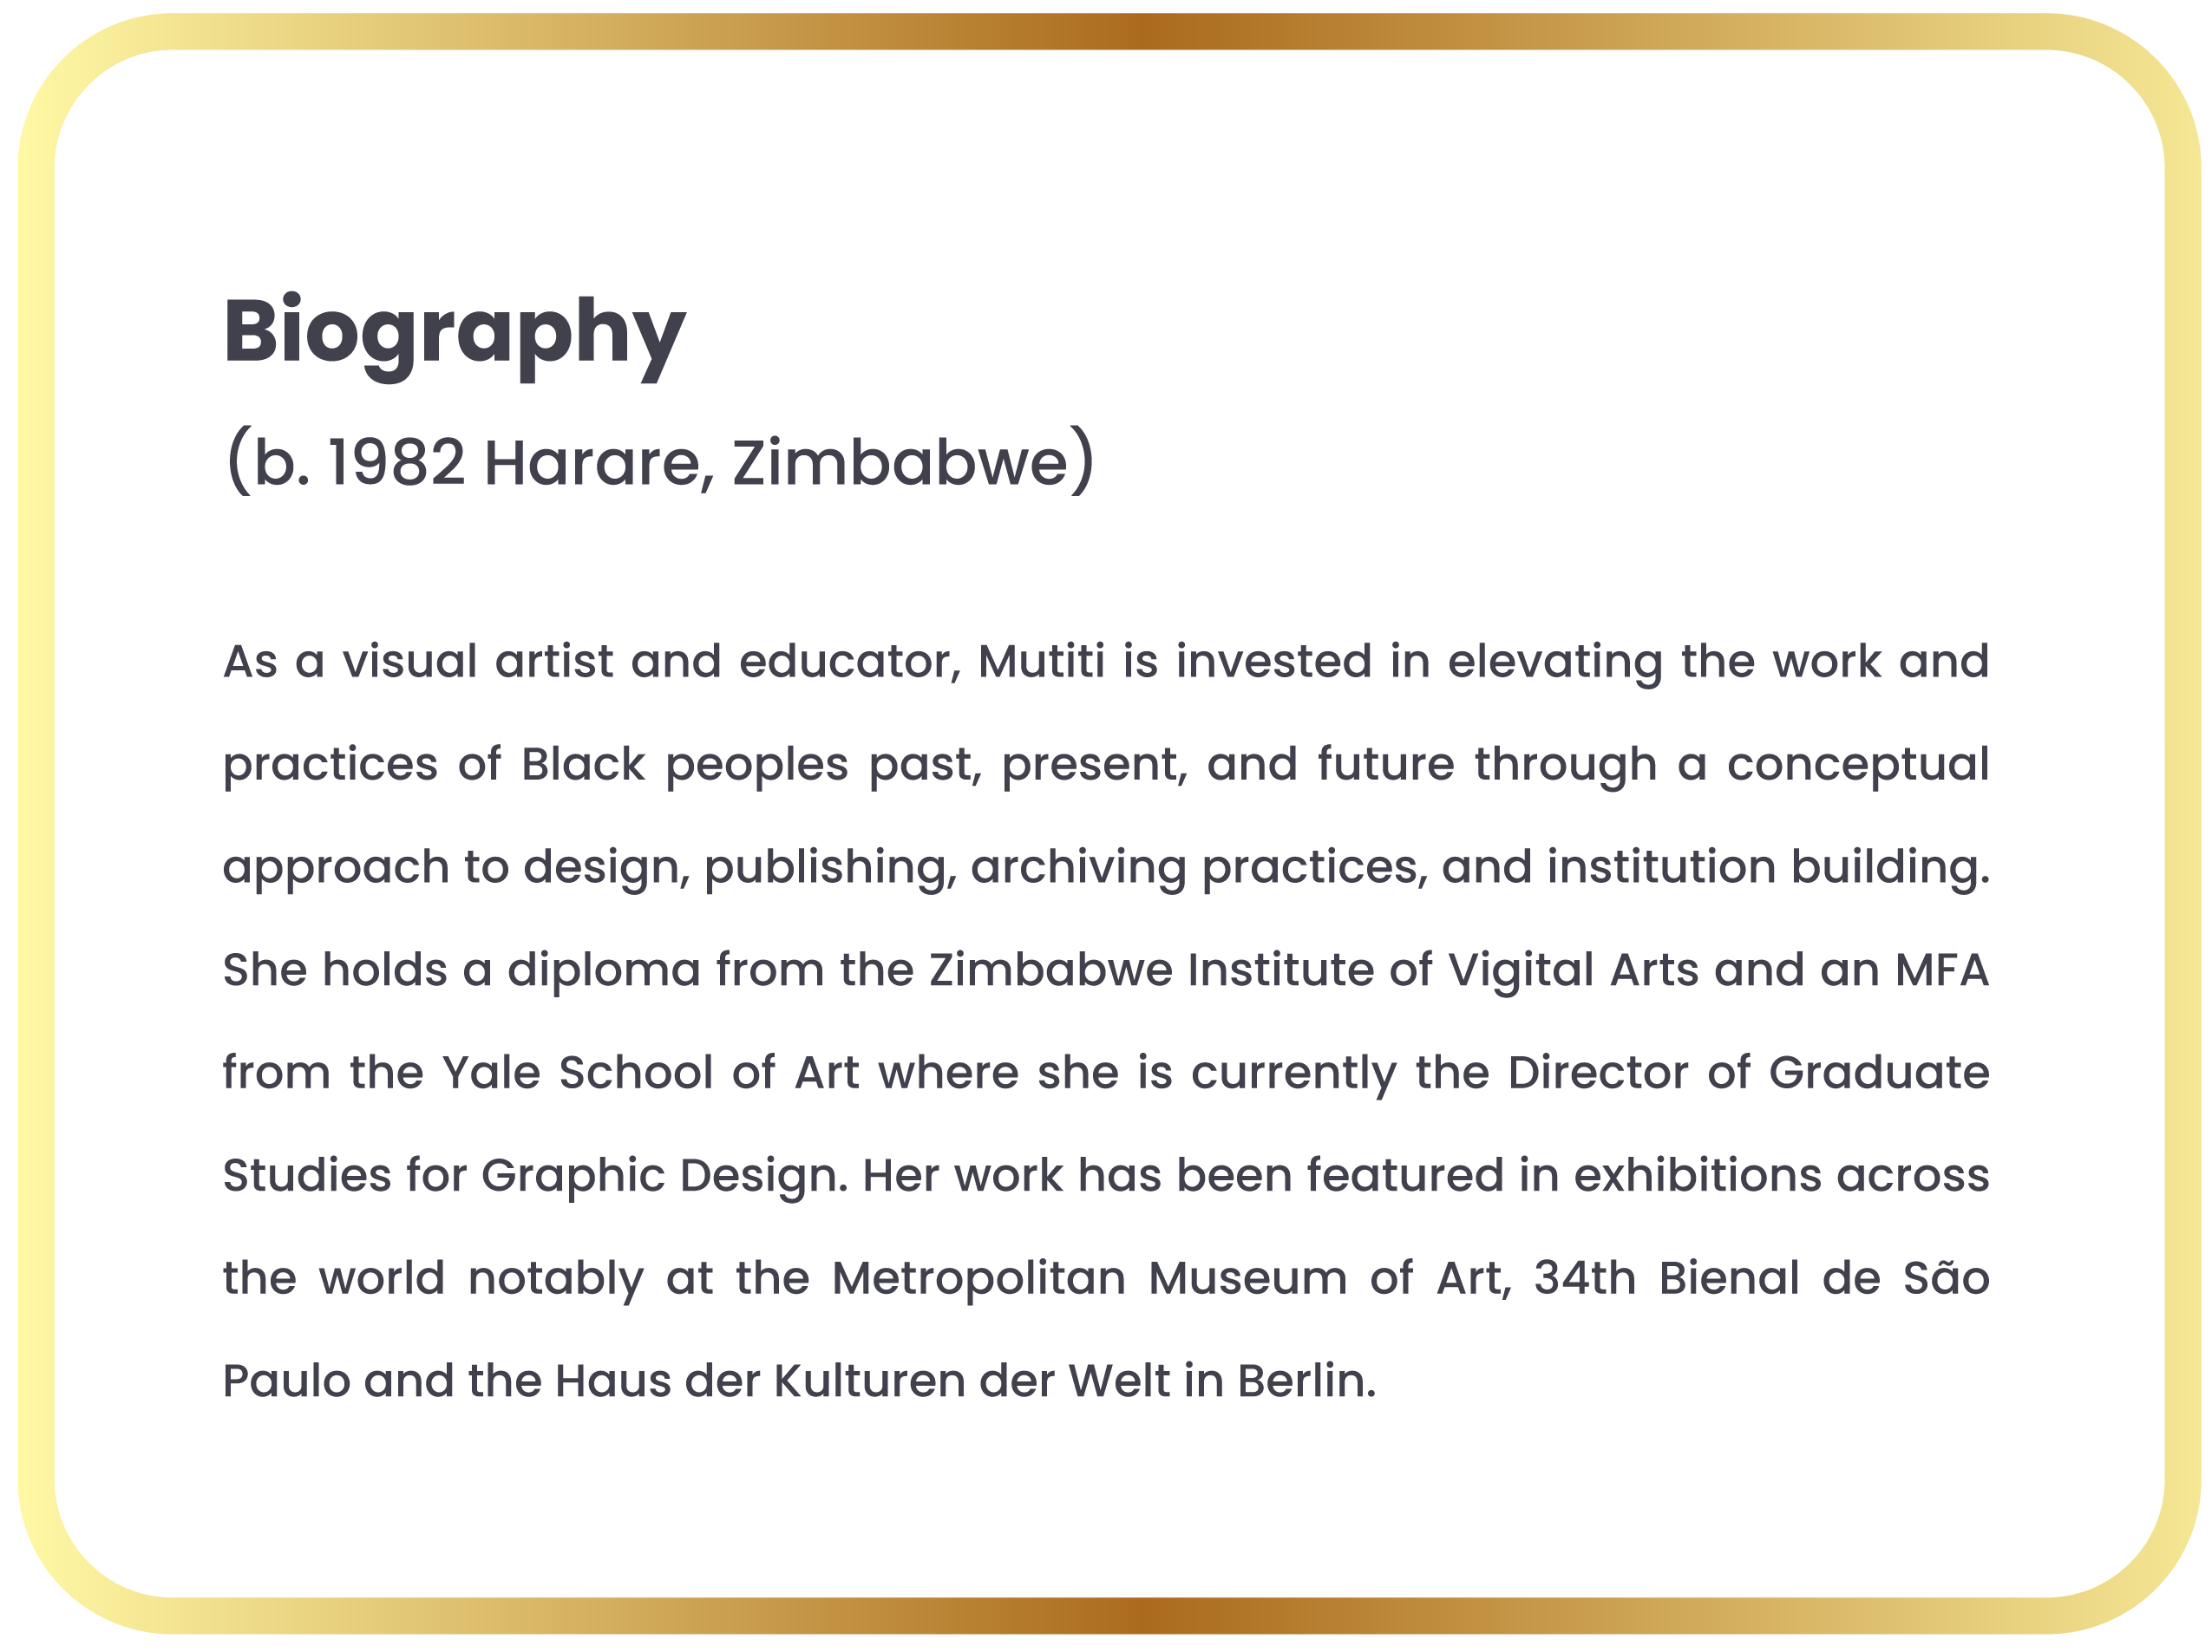 Biography
(b. 1982 Harare, Zimbabwe)
As a visual artist and educator, Mutiti is invested in elevating the work and
practices of Black peoples past, present, and future through a conceptual
approach to design, publishing, archiving practices, and institution building.
She holds a diploma from the Zimbabwe Institute of Vigital Arts and an MFA
from the Yale School of Art where she is currently the Director of Graduate
Studies for Graphic Design. Her work has been featured in exhibitions across
the world notably at the Metropolitan Museum of Art, 34th Bienal de São
Paulo and the Haus der Kulturen der Welt in Berlin.